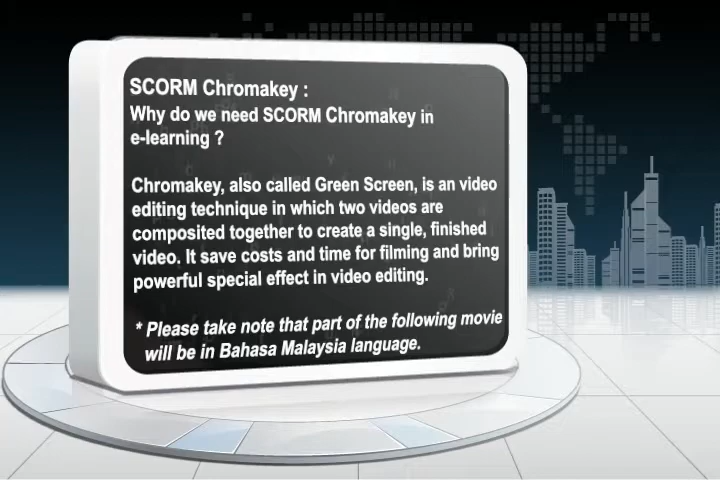 SCORM Chromakey :
Why do we need SCORM Chromakey in
e-learning ?
Chromakey, also called Green Screen, is an video
editing technique in which two videos are
composited together to create a single, finished
video. It save costs and time for filming and bring
powerful special effect in video editing.
* Please take note that part of the following movie
will be in Bahasa Malaysia language.